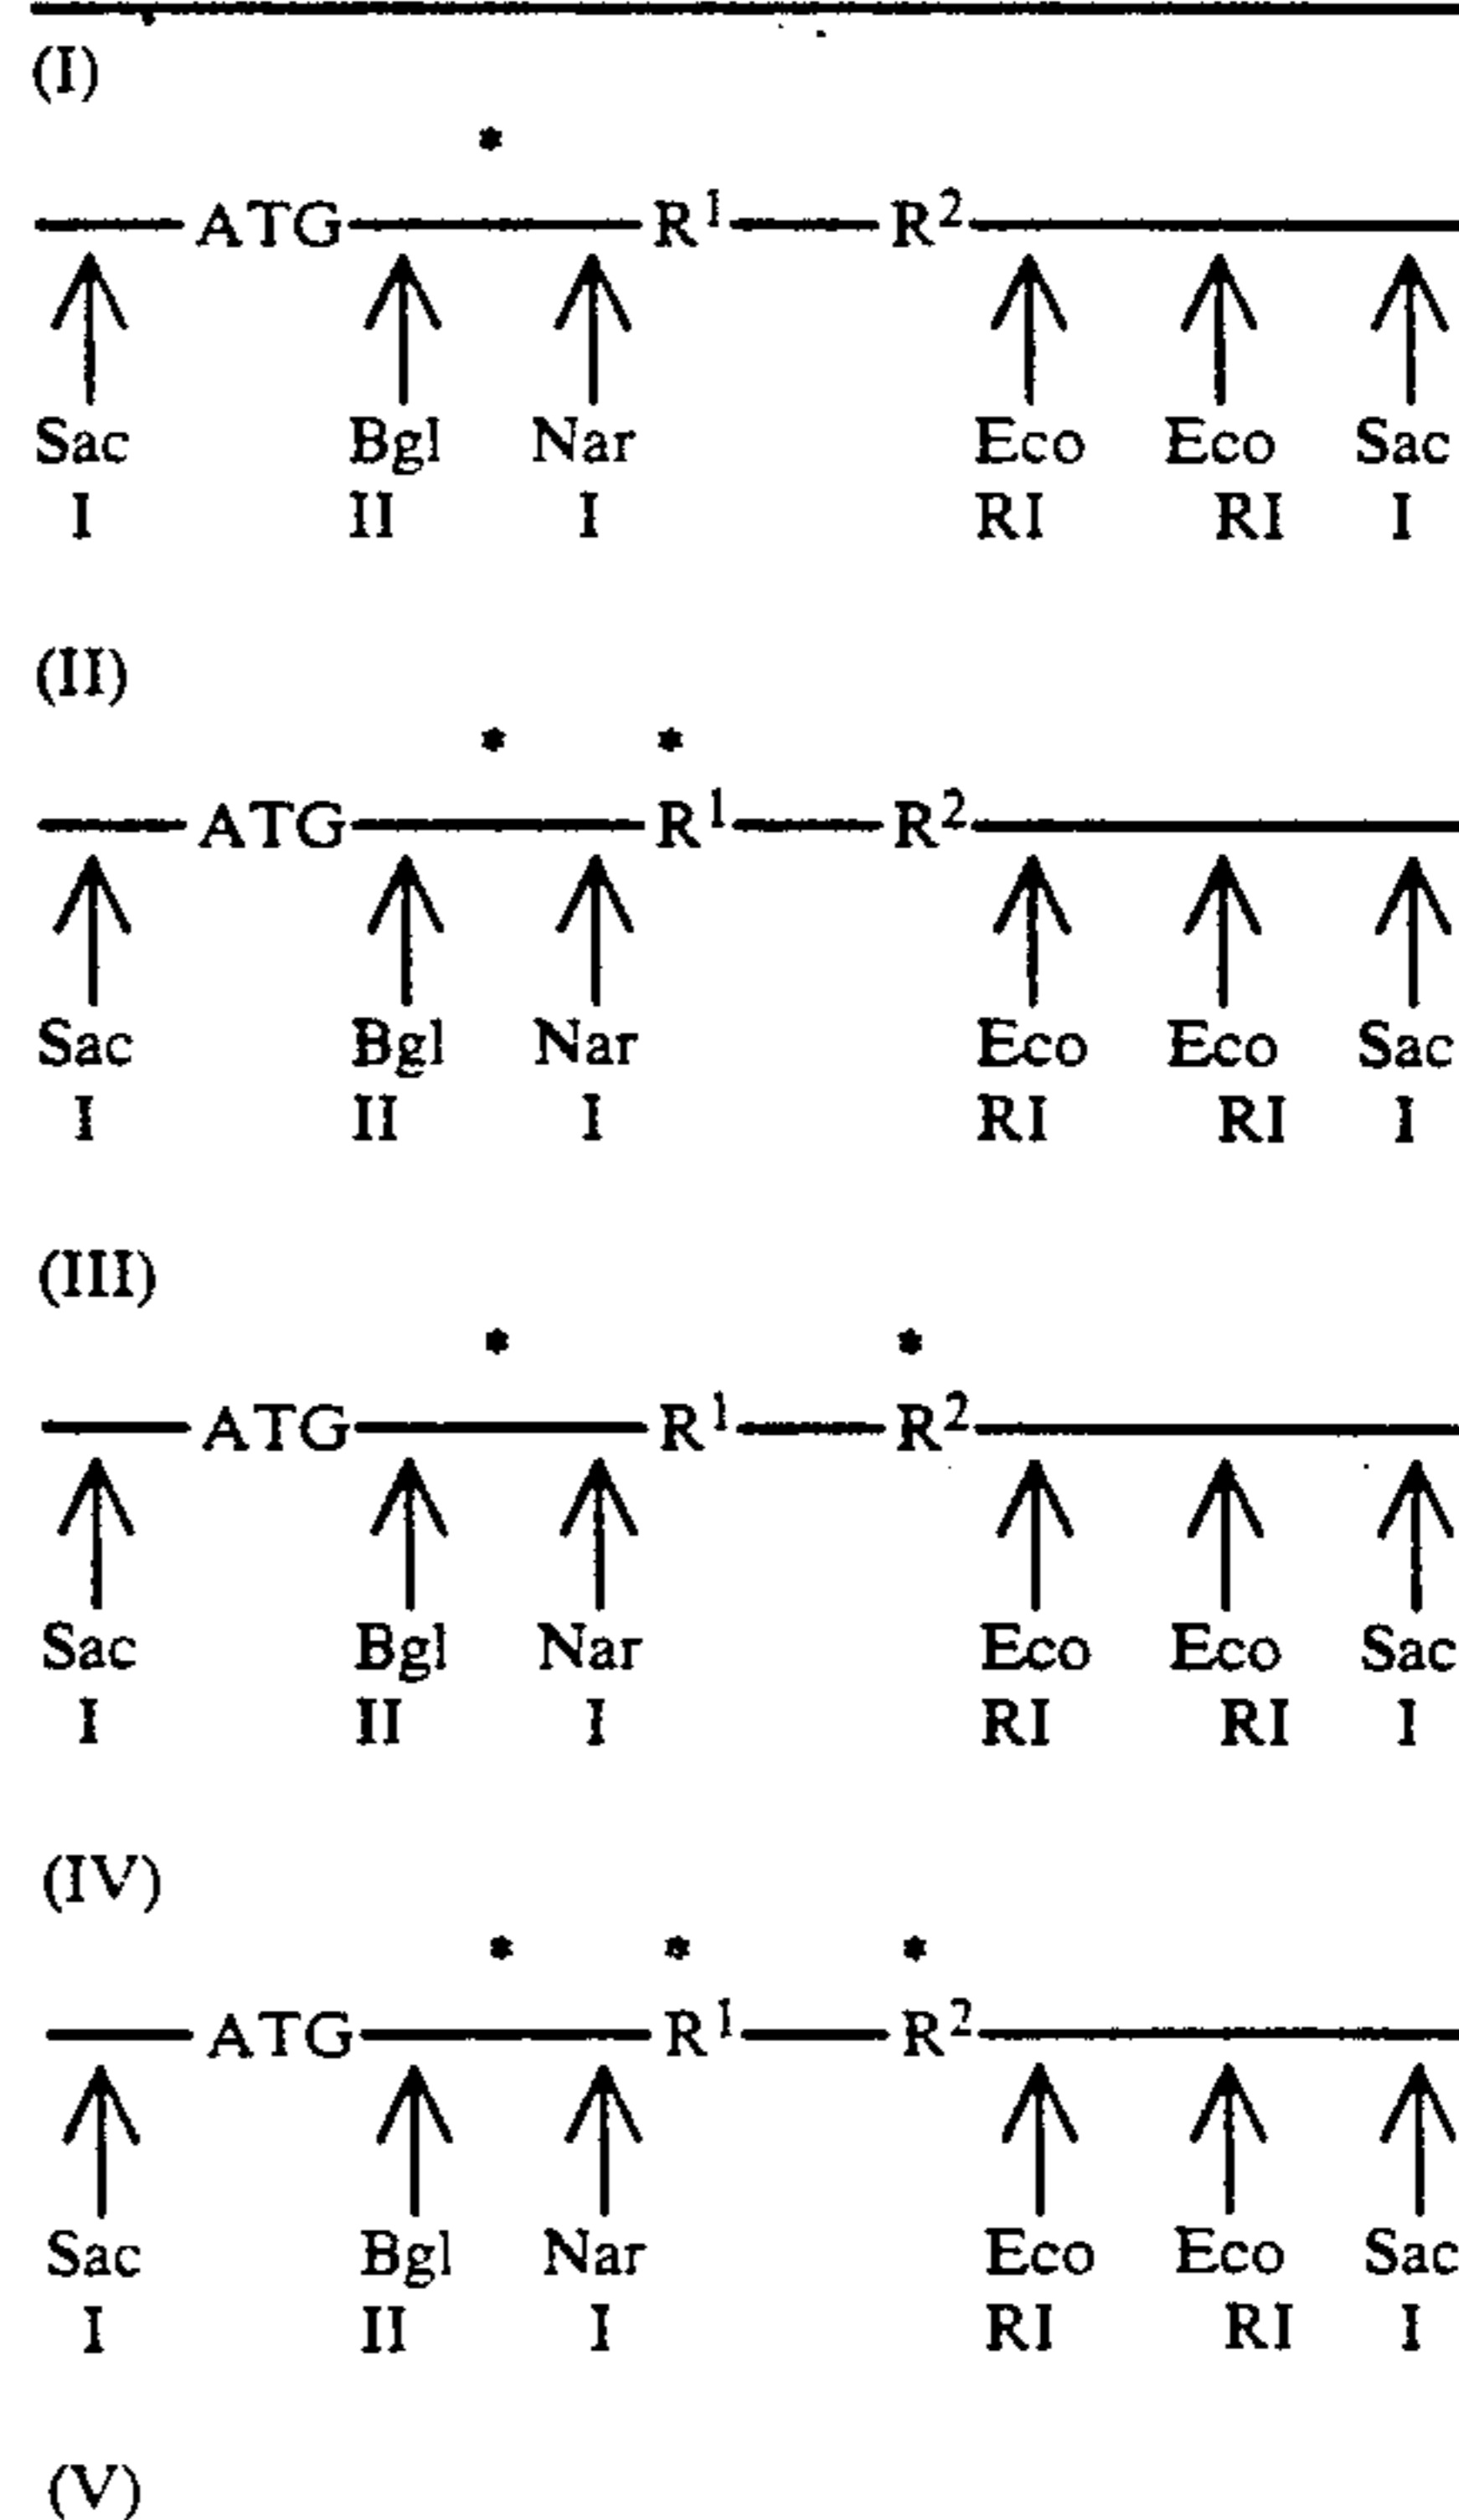 (I)
*
ATG R¹ R²
Sac Bgl Nar Eco Eco Sac
I II I RI RI I
(II)
* *
ATG R¹ R²
Sac Bgl Nar Eco Eco Sac
I II I RI RI I
(III)
* *
ATG R¹ R²
Sac Bgl Nar Eco Eco Sac
I II I RI RI I
(IV)
* * *
ATG R¹ R²
Sac Bgl Nar Eco Eco Sac
I II I RI RI I
(V)